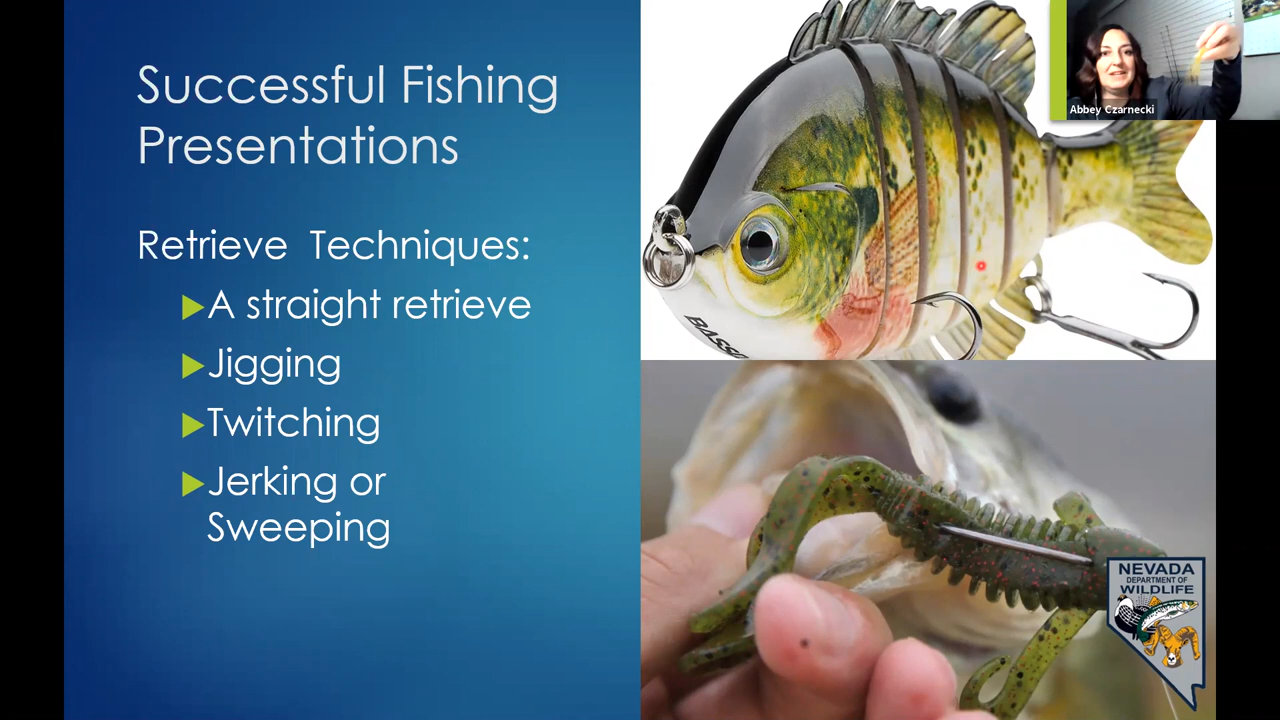 Successful Fishing
Presentations
Retrieve Techniques:
A straight retrieve
Jigging
Twitching
Jerking or
Sweeping
Abbey Czarnecki
NEVADA
DEPARTMENT OF
WILDLIFE